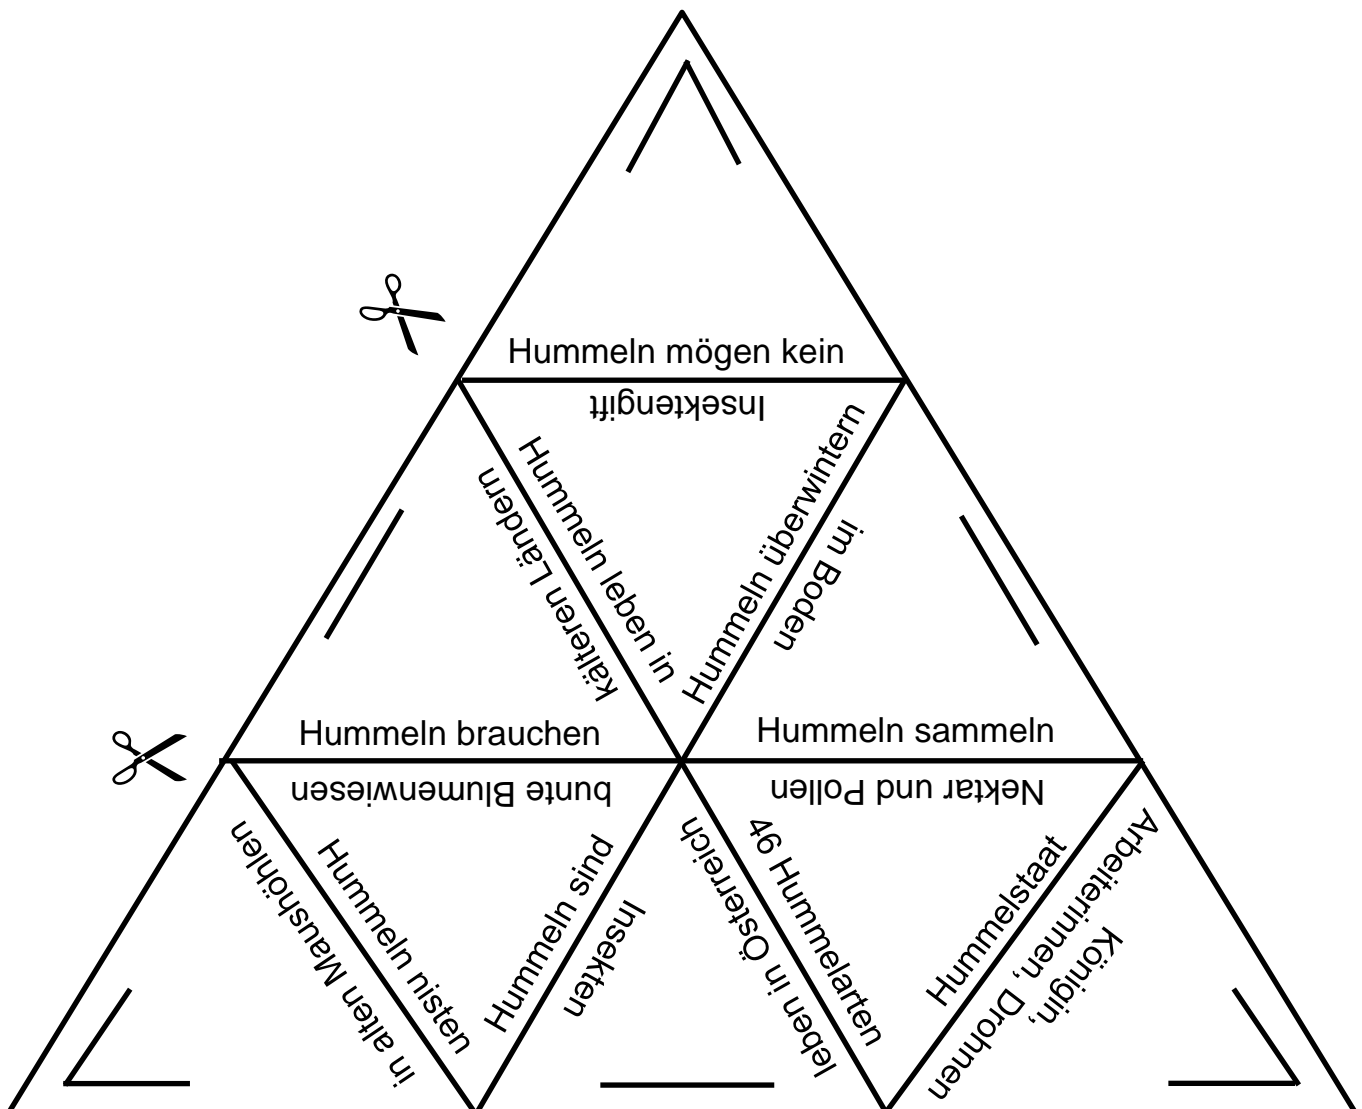 Hummeln mögen kein
Insektengift
Hummeln leben in
kälteren Ländern
Hummeln überwintern
im Boden
Hummeln brauchen
bunte Blumenwiesen
Hummeln sammeln
Nektar und Pollen
Hummeln nisten
in alten Maushöhlen
Hummeln sind
Insekten
46 Hummelarten
leben in Österreich
Hummelstaat
Königin,
Arbeiterinnen, Drohnen